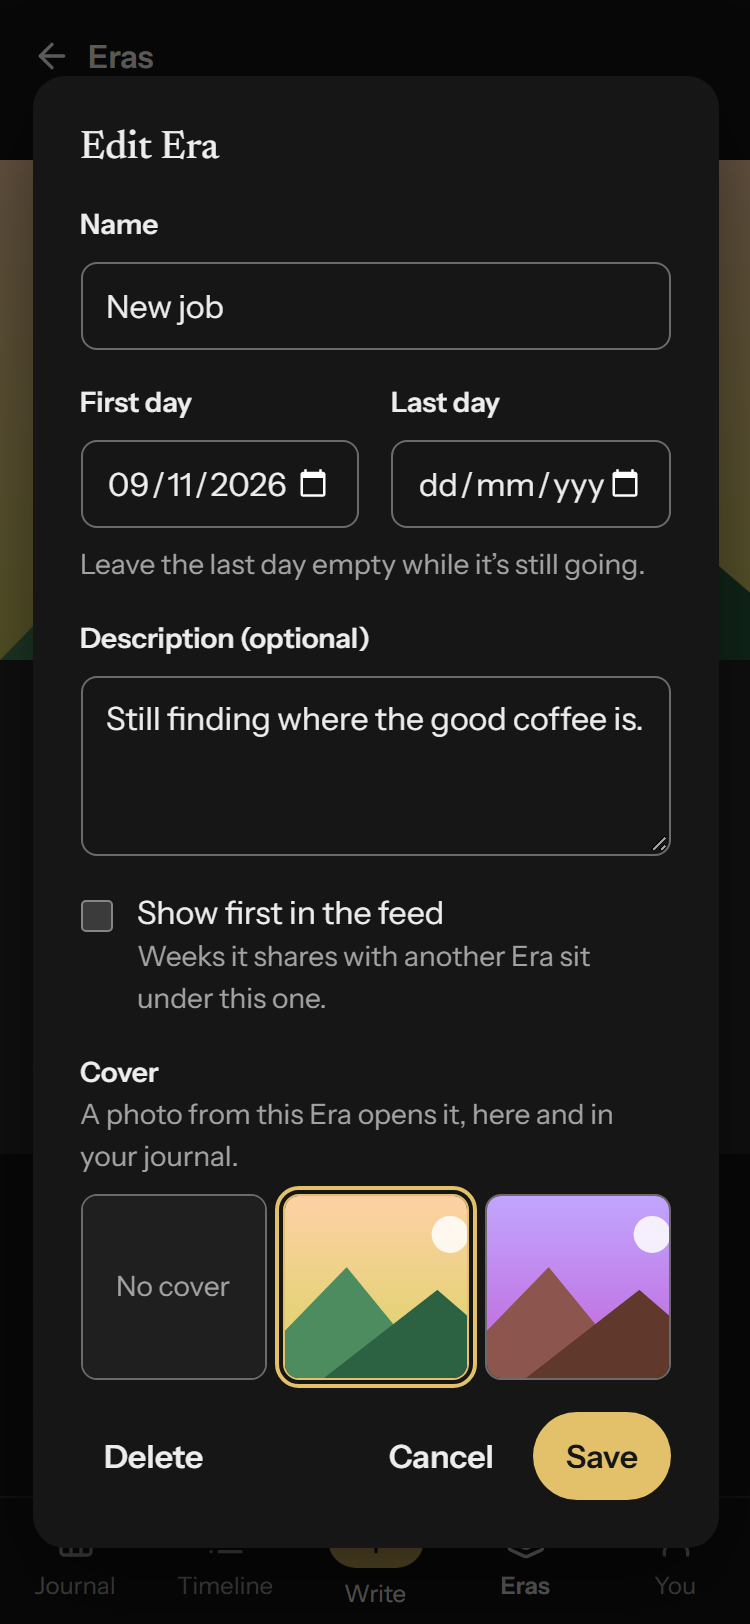 Eras
Edit Era
Name
New job
First day
Last day
09/11/2026
dd/mm/yyy
Leave the last day empty while it’s still going.
Description (optional)
Still finding where the good coffee is.
Show first in the feed
Weeks it shares with another Era sit
under this one.
Cover
A photo from this Era opens it, here and in
your journal.
No cover
Delete
Cancel
Save
Journal
Timeline
Write
Eras
You